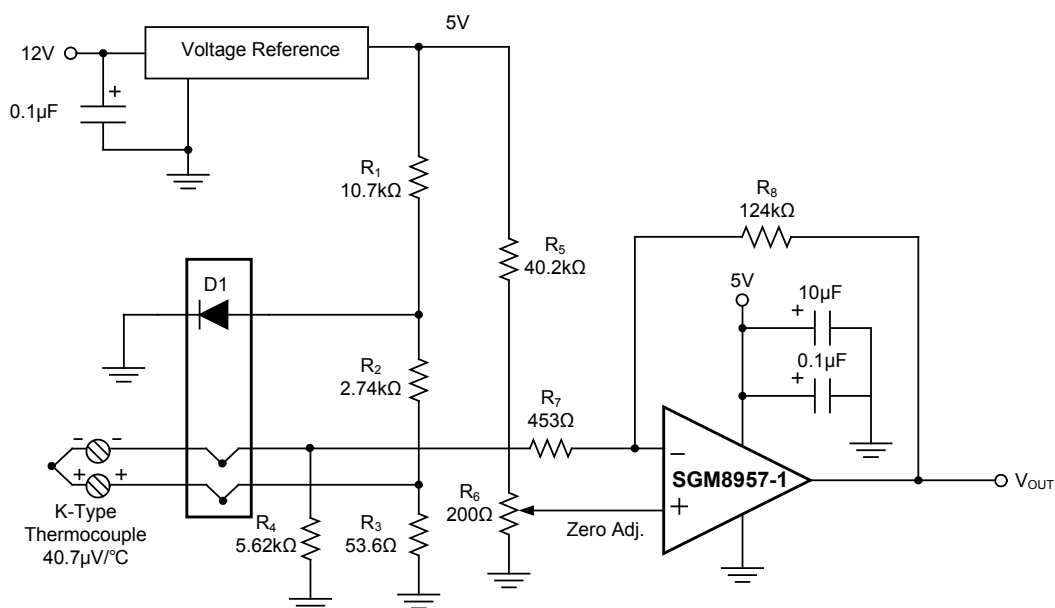 5V
12V
Voltage Reference
+
0.1µF
R1
10.7kΩ
R8
124kΩ
R5
40.2kΩ
D1
5V
10µF
+
0.1µF
+
R2
2.74kΩ
R7
453Ω
− −
−
SGM8957-1
VOUT
+ +
+
K-Type
Thermocouple
40.7µV/°C
R4
5.62kΩ
R3
53.6Ω
R6
200Ω
Zero Adj.